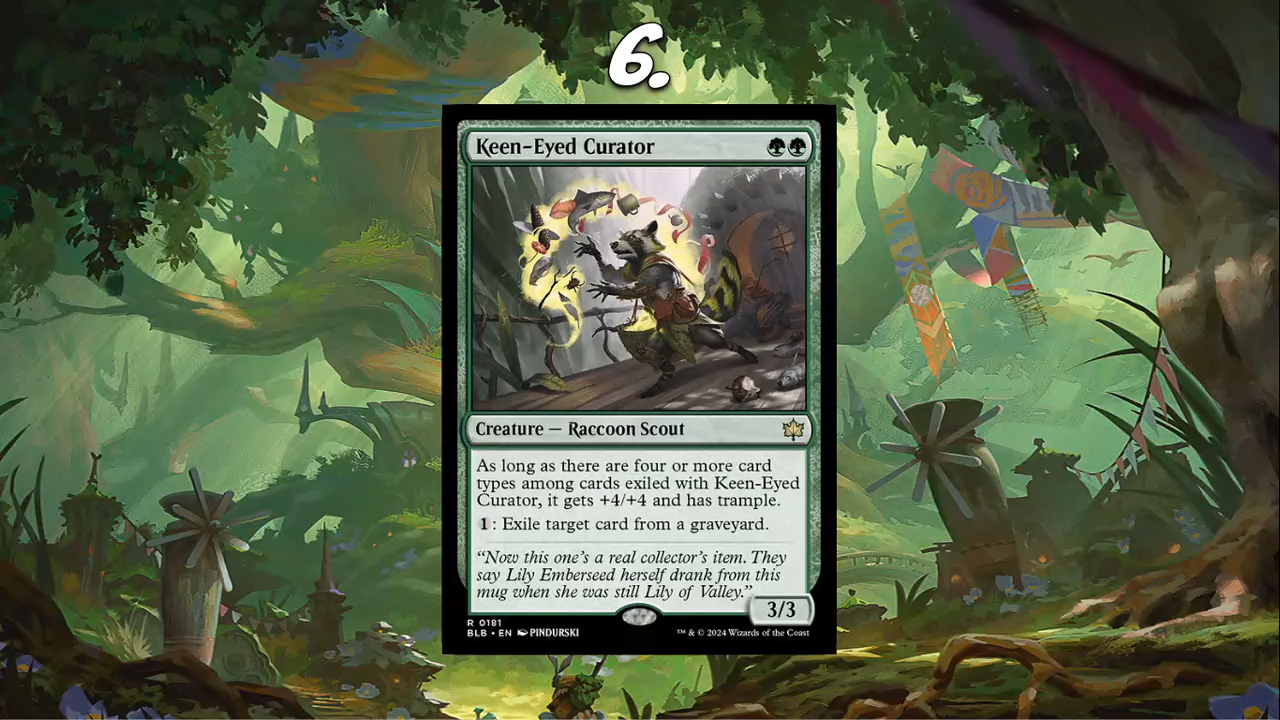 6.
Keen-Eyed Curator
Creature — Raccoon Scout
As long as there are four or more card
types among cards exiled with Keen-Eyed
Curator, it gets +4/+4 and has trample.
1: Exile target card from a graveyard.
“Now this one’s a real collector’s item. They
say Lily Emberseed herself drank from this
mug when she was still Lily of Valley.”
3/3
R 0181
BLB • EN PINDURSKI
™ & © 2024 Wizards of the Coast